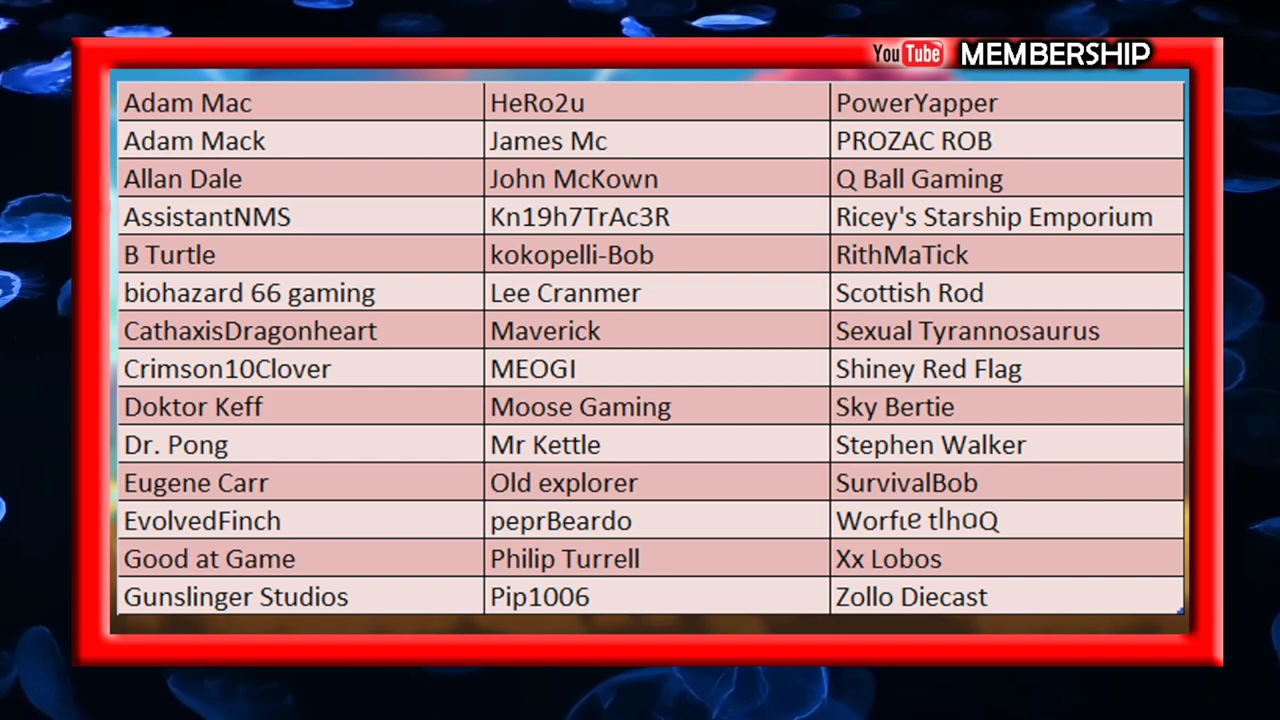 YouTube MEMBERSHIP
Adam Mac HeRo2u PowerYapper
Adam Mack James Mc PROZAC ROB
Allan Dale John McKown Q Ball Gaming
AssistantNMS Kn19h7TrAc3R Ricey's Starship Emporium
B Turtle kokopelli-Bob RithMaTick
biohazard 66 gaming Lee Cranmer Scottish Rod
CathaxisDragonheart Maverick Sexual Tyrannosaurus
Crimson10Clover MEOGI Shiney Red Flag
Doktor Keff Moose Gaming Sky Bertie
Dr. Pong Mr Kettle Stephen Walker
Eugene Carr Old explorer SurvivalBob
EvolvedFinch peprBeardo Worfιҽ tlhɑQ
Good at Game Philip Turrell Xx Lobos
Gunslinger Studios Pip1006 Zollo Diecast